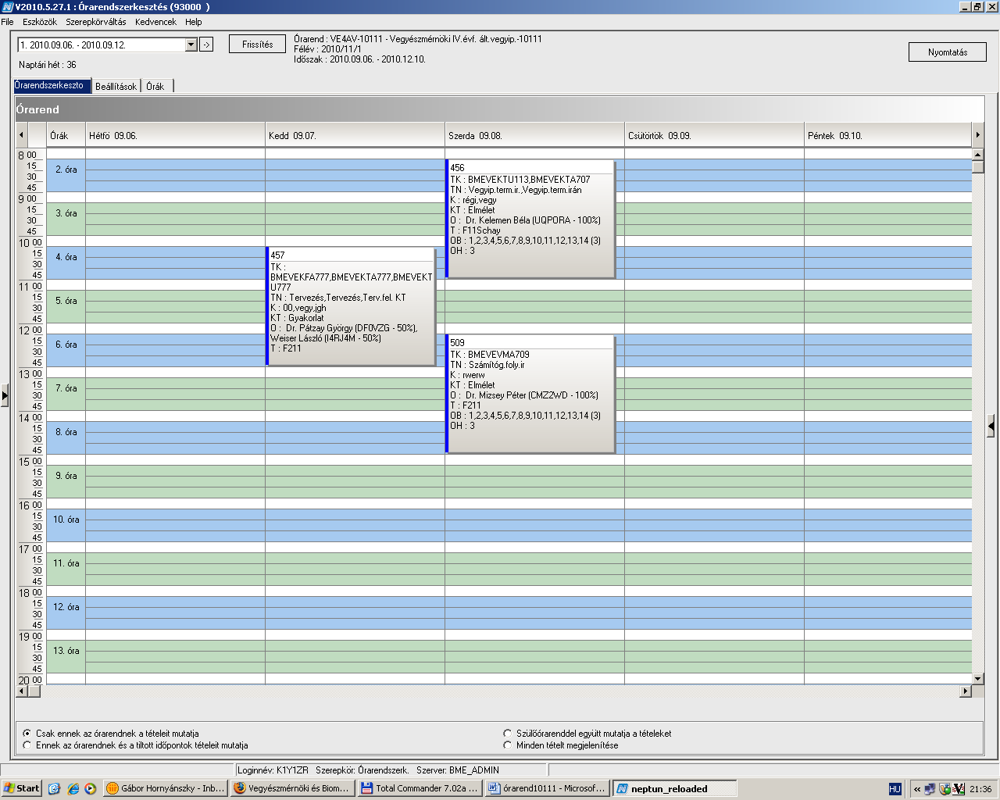 V2010.5.27.1 : Órarendszerkesztés (93000 )
File Eszközök Szerepkörváltás Kedvencek Help
1. 2010.09.06. - 2010.09.12.
->
Frissítés
Órarend : VE4AV-10111 - Vegyészmérnöki IV.évf. ált.vegyip.-10111
Félév : 2010/11/1
Időszak : 2010.09.06. - 2010.12.10.
Nyomtatás
Naptári hét : 36
Órarendszerkeszto Beállítások Órák
Órarend
Órák Hétfő 09.06. Kedd 09.07. Szerda 09.08. Csütörtök 09.09. Péntek 09.10.
8 00
15
30
45
2. óra
9 00
15
30
45
3. óra
10 00
15
30
45
4. óra
11 00
15
30
45
5. óra
12 00
15
30
45
6. óra
13 00
15
30
45
7. óra
14 00
15
30
45
8. óra
15 00
15
30
45
9. óra
16 00
15
30
45
10. óra
17 00
15
30
45
11. óra
18 00
15
30
45
12. óra
19 00
15
30
45
13. óra
20 00
457
TK :
BMEVEKFA777,BMEVEKTA777,BMEVEKT
U777
TN : Tervezés,Tervezés,Terv.fel. KT
K : 00,vegy,jgh
KT : Gyakorlat
O : Dr. Pátzay György (DF0VZG - 50%),
Weiser László (I4RJ4M - 50%)
T : F211
456
TK : BMEVEKTU113,BMEVEKTA707
TN : Vegyip.term.ir.,Vegyip.term.irán
K : régi,vegy
KT : Elmélet
O : Dr. Kelemen Béla (UQPORA - 100%)
T : F11Schay
OB : 1,2,3,4,5,6,7,8,9,10,11,12,13,14 (3)
OH : 3
509
TK : BMEVEVMA709
TN : Számítóg.foly.ir
K : rwerw
KT : Elmélet
O : Dr. Mizsey Péter (CMZ2WD - 100%)
T : F211
OB : 1,2,3,4,5,6,7,8,9,10,11,12,13,14 (3)
OH : 3
Csak ennek az órarendnek a tételeit mutatja
Ennek az órarendnek és a tiltott időpontok tételeit mutatja
Szülőórarenddel együtt mutatja a tételeket
Minden tételt megjelenítése
Loginnév: K1Y1ZR Szerepkör: Órarendszerk. Szerver: BME_ADMIN
Start
Gábor Hornyánszky - Inb...
Vegyészmérnöki és Biom...
Total Commander 7.02a ...
órarend10111 - Microsof...
neptun_reloaded
HU
«
21:36